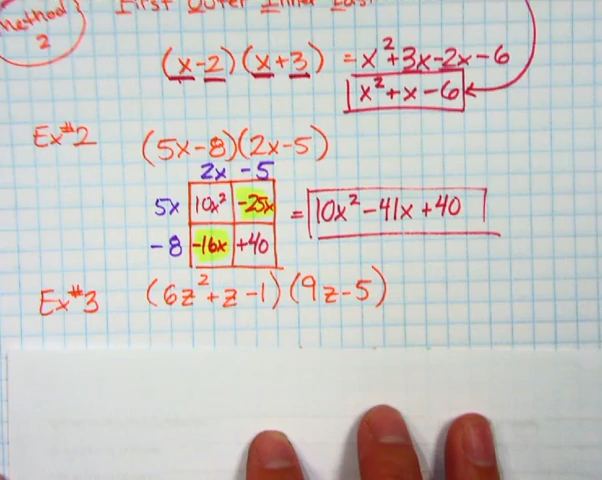 Method 2
First Outer Inner Last
(x-2)(x+3) = x²+3x-2x-6
x²+x-6
Ex#2 (5x-8)(2x-5)
2x -5
5x 10x² -25x = 10x²-41x+40
-8 -16x +40
Ex#3 (6z²+z-1)(9z-5)